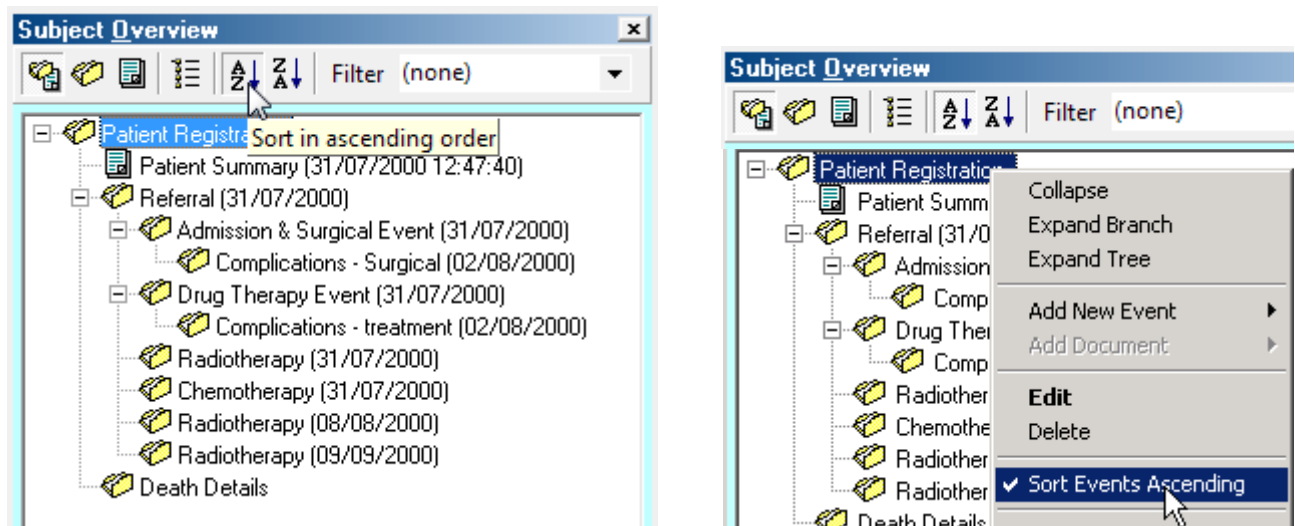 Subject Overview
Filter (none)
Patient Registra
Sort in ascending order
Patient Summary (31/07/2000 12:47:40)
Referral (31/07/2000)
Admission & Surgical Event (31/07/2000)
Complications - Surgical (02/08/2000)
Drug Therapy Event (31/07/2000)
Complications - treatment (02/08/2000)
Radiotherapy (31/07/2000)
Chemotherapy (31/07/2000)
Radiotherapy (08/08/2000)
Radiotherapy (09/09/2000)
Death Details
Subject Overview
Filter (none)
Patient Registration
Patient Summ
Referral (31/0
Admission
Comp
Drug Ther
Comp
Radiother
Chemothe
Radiother
Radiother
Death Details
Collapse
Expand Branch
Expand Tree
Add New Event
Add Document
Edit
Delete
Sort Events Ascending